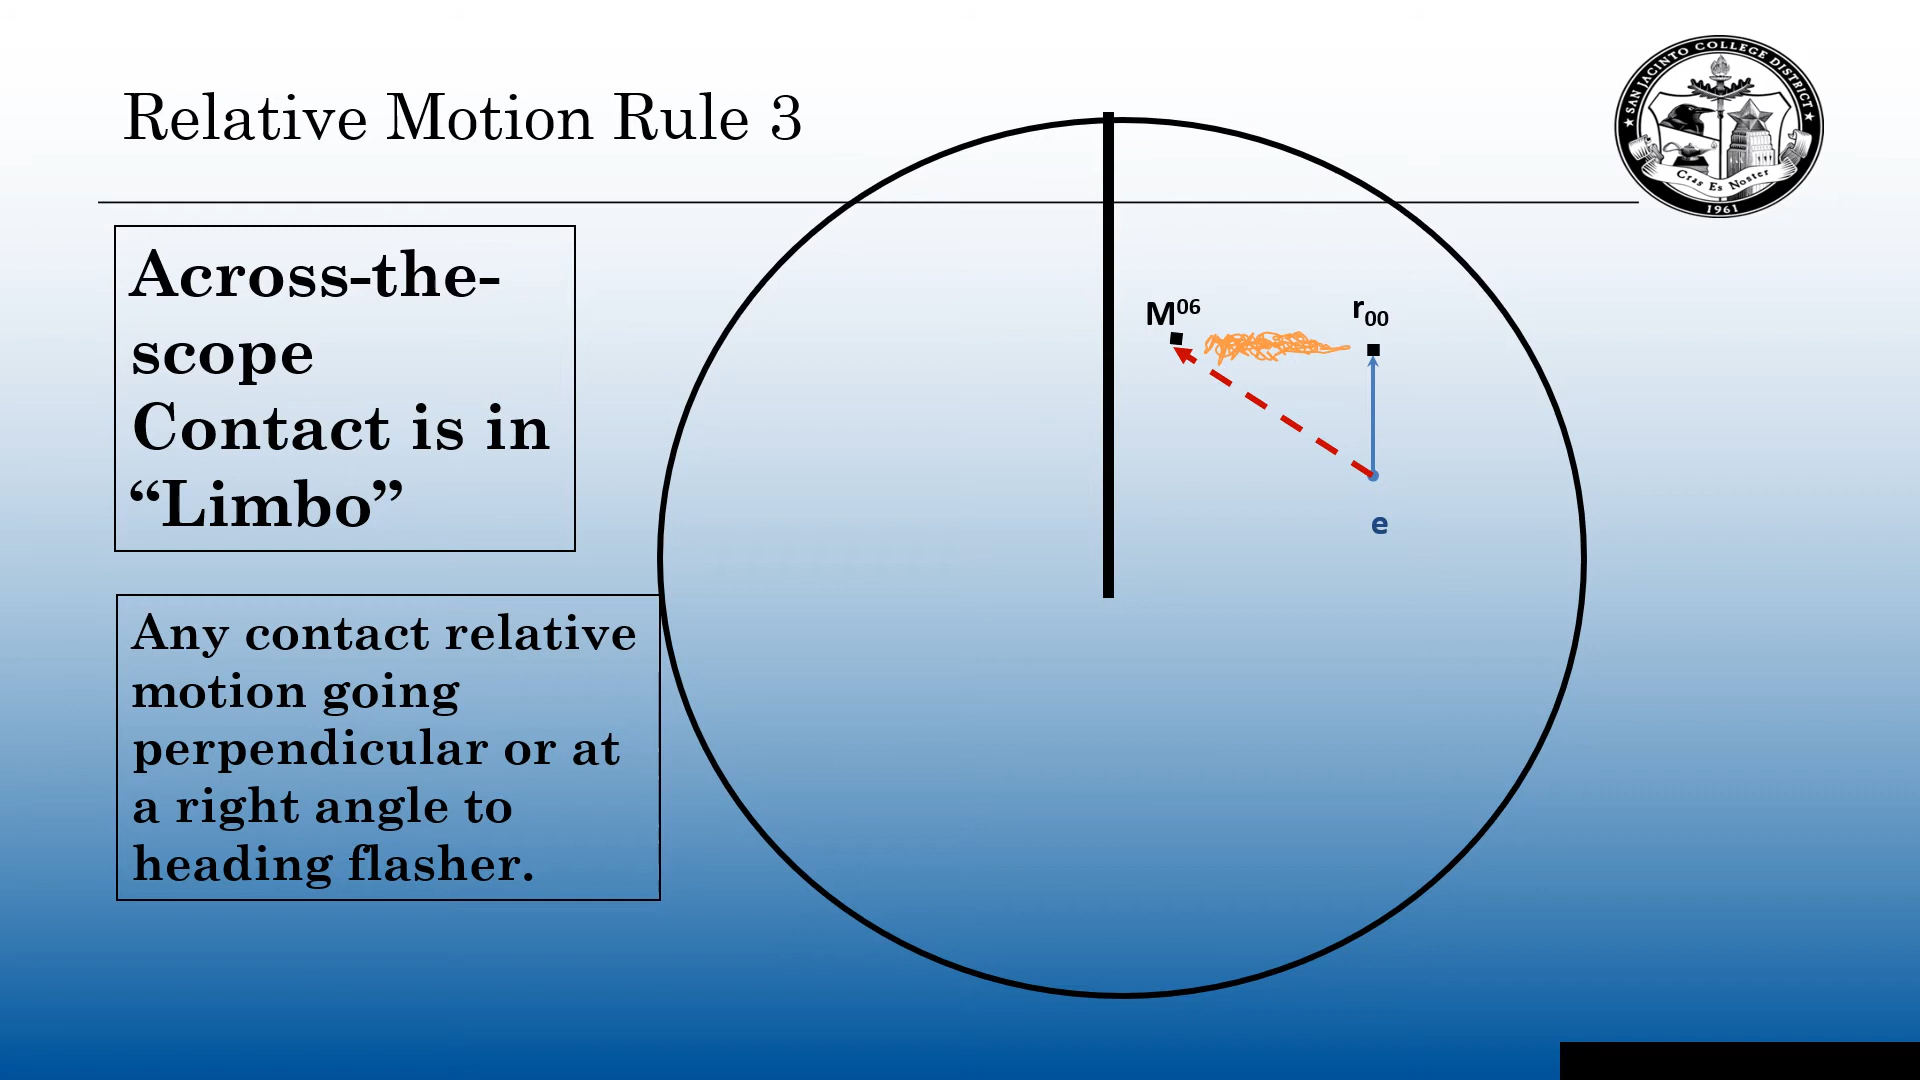 Relative Motion Rule 3
SAN JACINTO COLLEGE DISTRICT
Cras Es Noster
1961
Across-the-
scope
Contact is in
“Limbo”
Any contact relative
motion going
perpendicular or at
a right angle to
heading flasher.
M⁰⁶
r₀₀
e